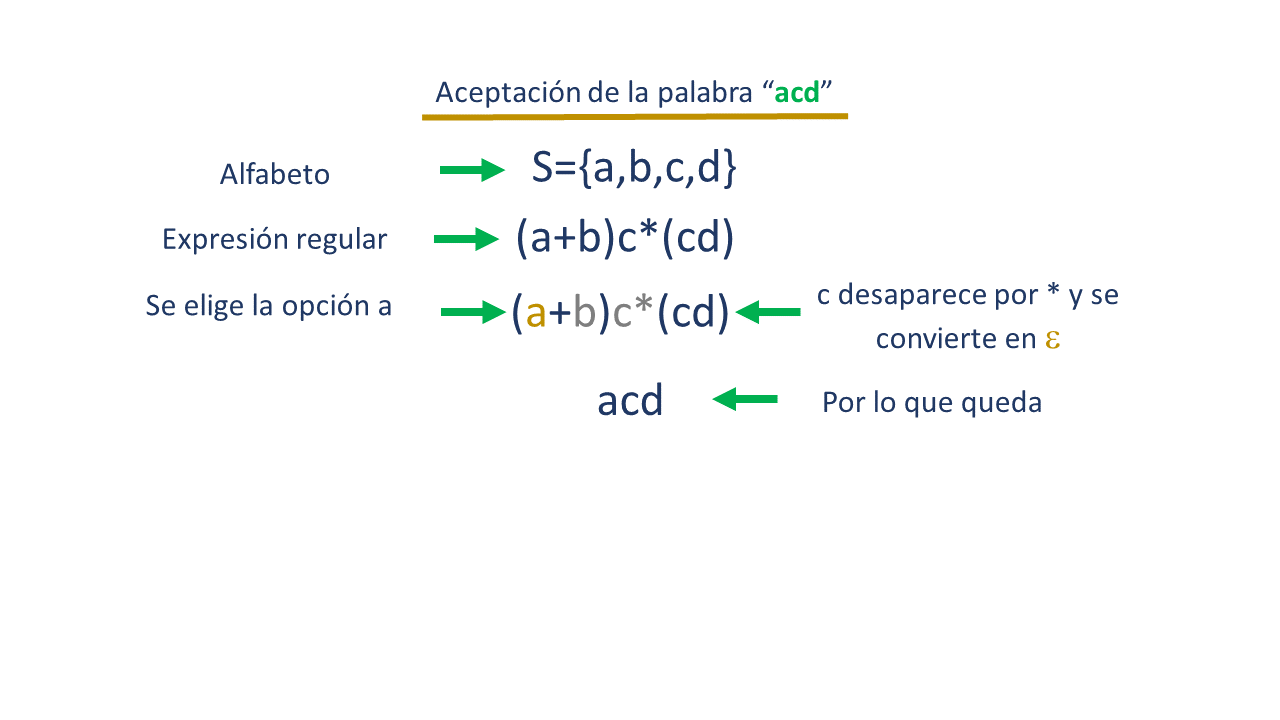 Aceptación de la palabra “acd”
Alfabeto
S={a,b,c,d}
Expresión regular
(a+b)c*(cd)
Se elige la opción a
(a+b)c*(cd)
c desaparece por * y se
convierte en ε
acd
Por lo que queda